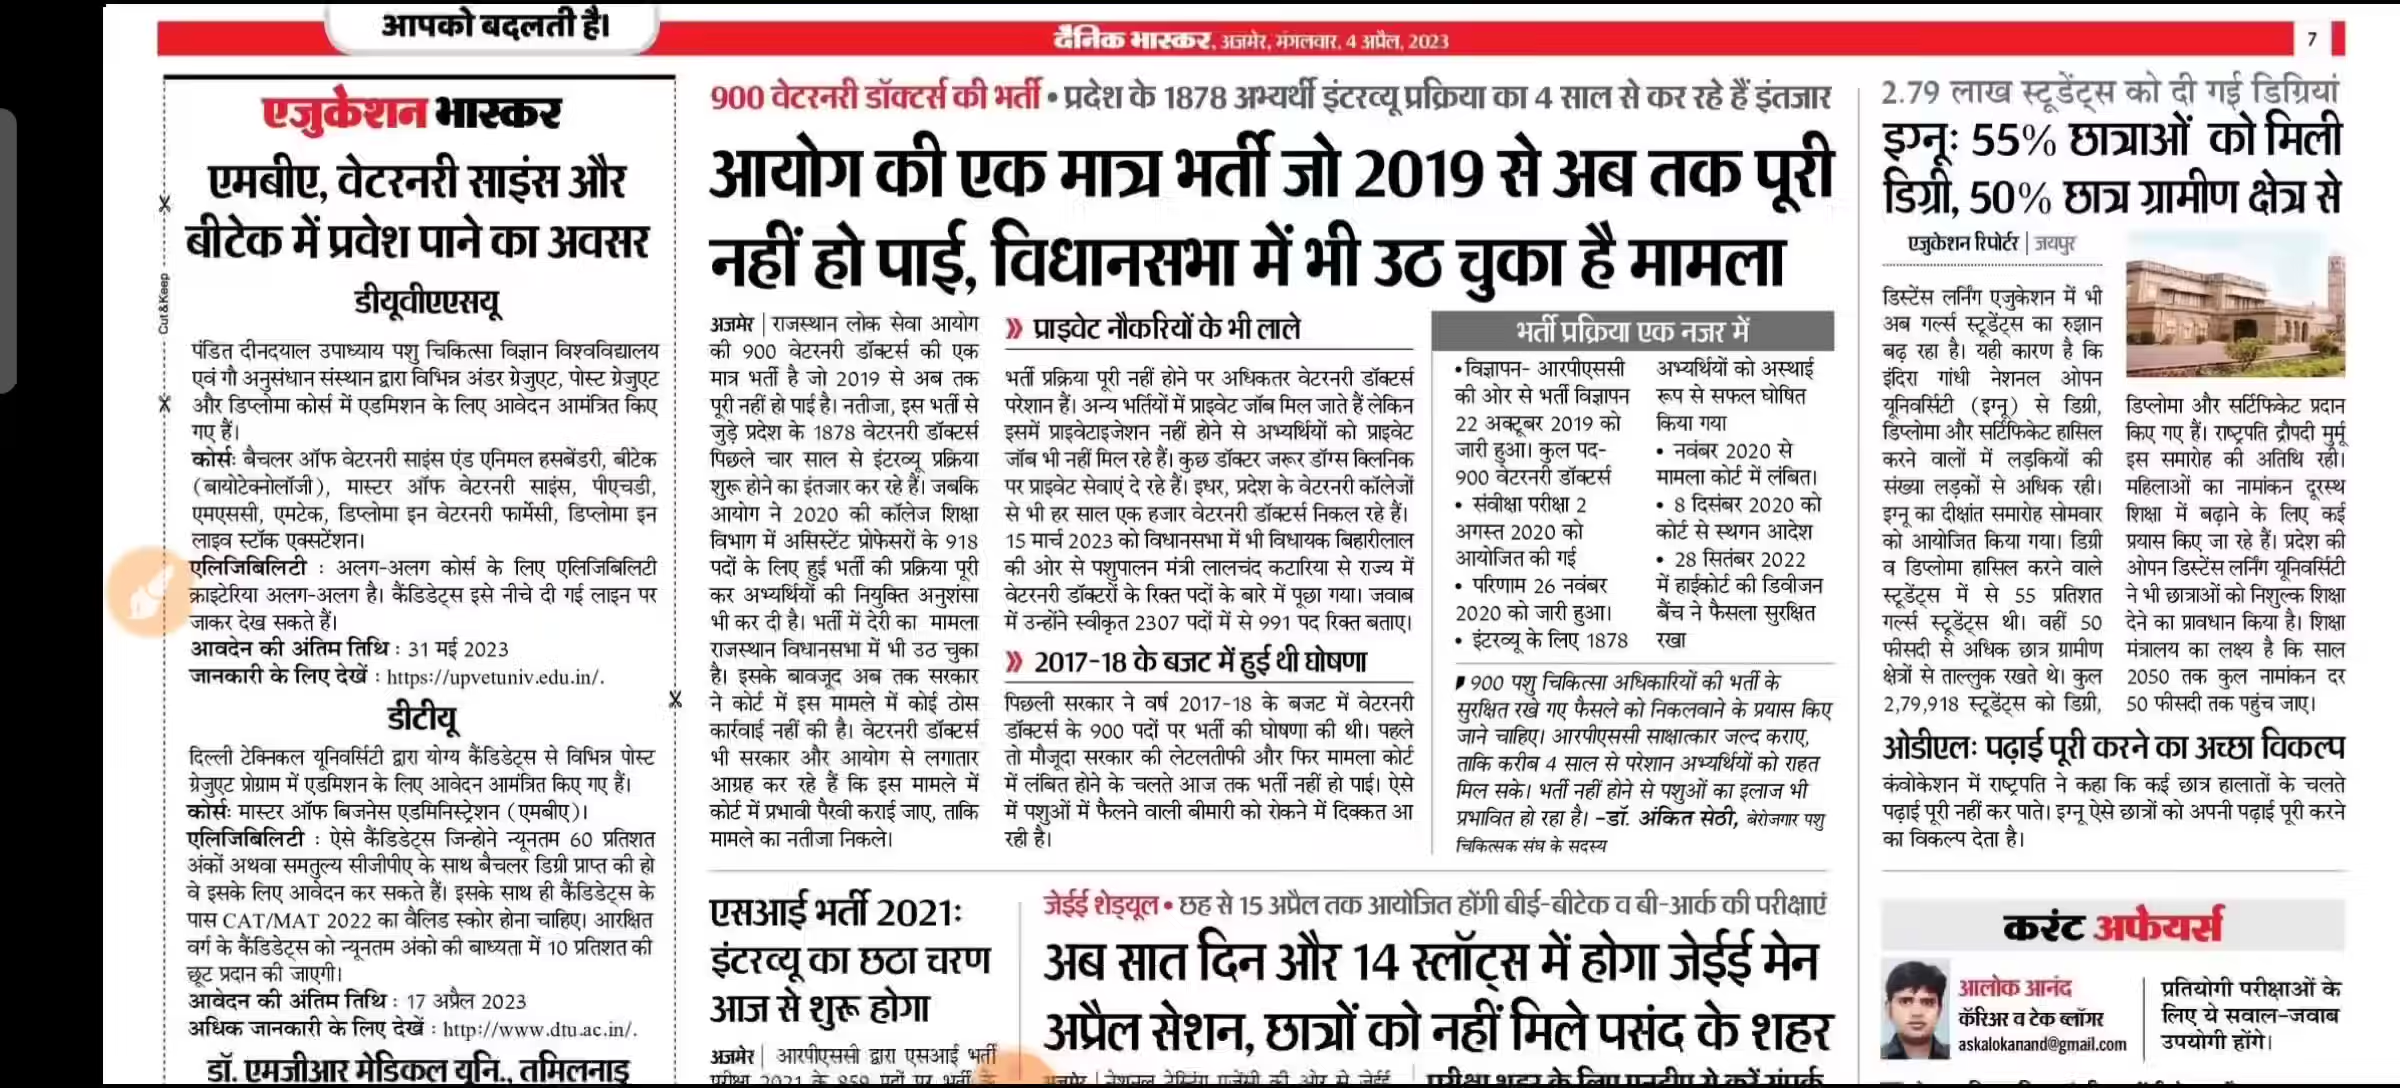 आपको बदलती है।
दैनिक भास्कर, अजमेर, मंगलवार, 4 अप्रैल, 2023
7
एजुकेशन भास्कर
एमबीए, वेटरनरी साइंस और
बीटेक में प्रवेश पाने का अवसर
Cut & Keep
डीयूवीएएसयू
पंडित दीनदयाल उपाध्याय पशु चिकित्सा विज्ञान विश्वविद्यालय
एवं गौ अनुसंधान संस्थान द्वारा विभिन्न अंडर ग्रेजुएट, पोस्ट ग्रेजुएट
और डिप्लोमा कोर्स में एडमिशन के लिए आवेदन आमंत्रित किए
गए हैं।
कोर्सः बैचलर ऑफ वेटरनरी साइंस एंड एनिमल हसबेंडरी, बीटेक
(बायोटेक्नोलॉजी), मास्टर ऑफ वेटरनरी साइंस, पीएचडी,
एमएससी, एमटेक, डिप्लोमा इन वेटरनरी फार्मेसी, डिप्लोमा इन
लाइव स्टॉक एक्सटेंशन।
एलिजिबिलिटी : अलग-अलग कोर्स के लिए एलिजिबिलिटी
क्राइटेरिया अलग-अलग है। कैंडिडेट्स इसे नीचे दी गई लाइन पर
जाकर देख सकते हैं।
आवदेन की अंतिम तिथि : 31 मई 2023
जानकारी के लिए देखें : https://upvetuniv.edu.in/.
डीटीयू
दिल्ली टेक्निकल यूनिवर्सिटी द्वारा योग्य कैंडिडेट्स से विभिन्न पोस्ट
ग्रेजुएट प्रोग्राम में एडमिशन के लिए आवेदन आमंत्रित किए गए हैं।
कोर्सः मास्टर ऑफ बिजनेस एडमिनिस्ट्रेशन (एमबीए)।
एलिजिबिलिटी : ऐसे कैंडिडेट्स जिन्होने न्यूनतम 60 प्रतिशत
अंकों अथवा समतुल्य सीजीपीए के साथ बैचलर डिग्री प्राप्त की हो
वे इसके लिए आवेदन कर सकते हैं। इसके साथ ही कैंडिडेट्स के
पास CAT/MAT 2022 का वैलिड स्कोर होना चाहिए। आरक्षित
वर्ग के कैंडिडेट्स को न्यूनतम अंको की बाध्यता में 10 प्रतिशत की
छूट प्रदान की जाएगी।
आवेदन की अंतिम तिथि : 17 अप्रैल 2023
अधिक जानकारी के लिए देखें : http://www.dtu.ac.in/.
डॉ. एमजीआर मेडिकल यूनि., तमिलनाडु
900 वेटरनरी डॉक्टर्स की भर्ती • प्रदेश के 1878 अभ्यर्थी इंटरव्यू प्रक्रिया का 4 साल से कर रहे हैं इंतजार
आयोग की एक मात्र भर्ती जो 2019 से अब तक पूरी
नहीं हो पाई, विधानसभा में भी उठ चुका है मामला
अजमेर | राजस्थान लोक सेवा आयोग
की 900 वेटरनरी डॉक्टर्स की एक
मात्र भर्ती है जो 2019 से अब तक
पूरी नहीं हो पाई है। नतीजा, इस भर्ती से
जुड़े प्रदेश के 1878 वेटरनरी डॉक्टर्स
पिछले चार साल से इंटरव्यू प्रक्रिया
शुरू होने का इंतजार कर रहे हैं। जबकि
आयोग ने 2020 की कॉलेज शिक्षा
विभाग में असिस्टेंट प्रोफेसरों के 918
पदों के लिए हुई भर्ती की प्रक्रिया पूरी
कर अभ्यर्थियों की नियुक्ति अनुशंसा
भी कर दी है। भर्ती में देरी का मामला
राजस्थान विधानसभा में भी उठ चुका
है। इसके बावजूद अब तक सरकार
ने कोर्ट में इस मामले में कोई ठोस
कार्रवाई नहीं की है। वेटरनरी डॉक्टर्स
भी सरकार और आयोग से लगातार
आग्रह कर रहे हैं कि इस मामले में
कोर्ट में प्रभावी पैरवी कराई जाए, ताकि
मामले का नतीजा निकले।
» प्राइवेट नौकरियों के भी लाले
भर्ती प्रक्रिया पूरी नहीं होने पर अधिकतर वेटरनरी डॉक्टर्स
परेशान हैं। अन्य भर्तियों में प्राइवेट जॉब मिल जाते हैं लेकिन
इसमें प्राइवेटाइजेशन नहीं होने से अभ्यर्थियों को प्राइवेट
जॉब भी नहीं मिल रहे हैं। कुछ डॉक्टर जरूर डॉग्स क्लिनिक
पर प्राइवेट सेवाएं दे रहे हैं। इधर, प्रदेश के वेटरनरी कॉलेजों
से भी हर साल एक हजार वेटरनरी डॉक्टर्स निकल रहे हैं।
15 मार्च 2023 को विधानसभा में भी विधायक बिहारीलाल
की ओर से पशुपालन मंत्री लालचंद कटारिया से राज्य में
वेटरनरी डॉक्टरों के रिक्त पदों के बारे में पूछा गया। जवाब
में उन्होंने स्वीकृत 2307 पदों में से 991 पद रिक्त बताए।
» 2017-18 के बजट में हुई थी घोषणा
पिछली सरकार ने वर्ष 2017-18 के बजट में वेटरनरी
डॉक्टर्स के 900 पदों पर भर्ती की घोषणा की थी। पहले
तो मौजूदा सरकार की लेटलतीफी और फिर मामला कोर्ट
में लंबित होने के चलते आज तक भर्ती नहीं हो पाई। ऐसे
में पशुओं में फैलने वाली बीमारी को रोकने में दिक्कत आ
रही है।
भर्ती प्रक्रिया एक नजर में
• विज्ञापन- आरपीएससी
की ओर से भर्ती विज्ञापन
22 अक्टूबर 2019 को
जारी हुआ। कुल पद-
900 वेटरनरी डॉक्टर्स
• संवीक्षा परीक्षा 2
अगस्त 2020 को
आयोजित की गई
• परिणाम 26 नवंबर
2020 को जारी हुआ।
• इंटरव्यू के लिए 1878
अभ्यर्थियों को अस्थाई
रूप से सफल घोषित
किया गया
• नवंबर 2020 से
मामला कोर्ट में लंबित।
• 8 दिसंबर 2020 को
कोर्ट से स्थगन आदेश
• 28 सितंबर 2022
में हाईकोर्ट की डिवीजन
बैंच ने फैसला सुरक्षित
रखा
900 पशु चिकित्सा अधिकारियों की भर्ती के
सुरक्षित रखे गए फैसले को निकलवाने के प्रयास किए
जाने चाहिए। आरपीएससी साक्षात्कार जल्द कराए,
ताकि करीब 4 साल से परेशान अभ्यर्थियों को राहत
मिल सके। भर्ती नहीं होने से पशुओं का इलाज भी
प्रभावित हो रहा है। -डॉ. अंकित सेठी, बेरोजगार पशु
चिकित्सक संघ के सदस्य
एसआई भर्ती 2021:
इंटरव्यू का छठा चरण
आज से शुरू होगा
अजमेर | आरपीएससी द्वारा एसआई भर्ती
परीक्षा 2021 के 859 पदों पर भर्ती के
जेईई शेड्यूल • छह से 15 अप्रैल तक आयोजित होंगी बीई-बीटेक व बी-आर्क की परीक्षाएं
अब सात दिन और 14 स्लॉट्स में होगा जेईई मेन
अप्रैल सेशन, छात्रों को नहीं मिले पसंद के शहर
अजमेर | नेशनल टेस्टिंग एजेंसी की ओर से जेईई
परीक्षा शहर के लिए एनटीए से करें संपर्क
2.79 लाख स्टूडेंट्स को दी गई डिग्रियां
इग्नूः 55% छात्राओं को मिली
डिग्री, 50% छात्र ग्रामीण क्षेत्र से
एजुकेशन रिपोर्टर | जयपुर
डिस्टेंस लर्निंग एजुकेशन में भी
अब गर्ल्स स्टूडेंट्स का रुझान
बढ़ रहा है। यही कारण है कि
इंदिरा गांधी नेशनल ओपन
यूनिवर्सिटी (इग्नू) से डिग्री,
डिप्लोमा और सर्टिफिकेट हासिल
करने वालों में लड़कियों की
संख्या लड़कों से अधिक रही।
इग्नू का दीक्षांत समारोह सोमवार
को आयोजित किया गया। डिग्री
व डिप्लोमा हासिल करने वाले
स्टूडेंट्स में से 55 प्रतिशत
गर्ल्स स्टूडेंट्स थी। वहीं 50
फीसदी से अधिक छात्र ग्रामीण
क्षेत्रों से ताल्लुक रखते थे। कुल
2,79,918 स्टूडेंट्स को डिग्री,
डिप्लोमा और सर्टिफिकेट प्रदान
किए गए हैं। राष्ट्रपति द्रौपदी मुर्मू
इस समारोह की अतिथि रही।
महिलाओं का नामांकन दूरस्थ
शिक्षा में बढ़ाने के लिए कई
प्रयास किए जा रहे हैं। प्रदेश की
ओपन डिस्टेंस लर्निंग यूनिवर्सिटी
ने भी छात्राओं को निशुल्क शिक्षा
देने का प्रावधान किया है। शिक्षा
मंत्रालय का लक्ष्य है कि साल
2050 तक कुल नामांकन दर
50 फीसदी तक पहुंच जाए।
ओडीएलः पढ़ाई पूरी करने का अच्छा विकल्प
कंवोकेशन में राष्ट्रपति ने कहा कि कई छात्र हालातों के चलते
पढ़ाई पूरी नहीं कर पाते। इग्नू ऐसे छात्रों को अपनी पढ़ाई पूरी करने
का विकल्प देता है।
करंट अफेयर्स
आलोक आनंद
कॅरिअर व टेक ब्लॉगर
askalokanand@gmail.com
प्रतियोगी परीक्षाओं के
लिए ये सवाल-जवाब
उपयोगी होंगे।